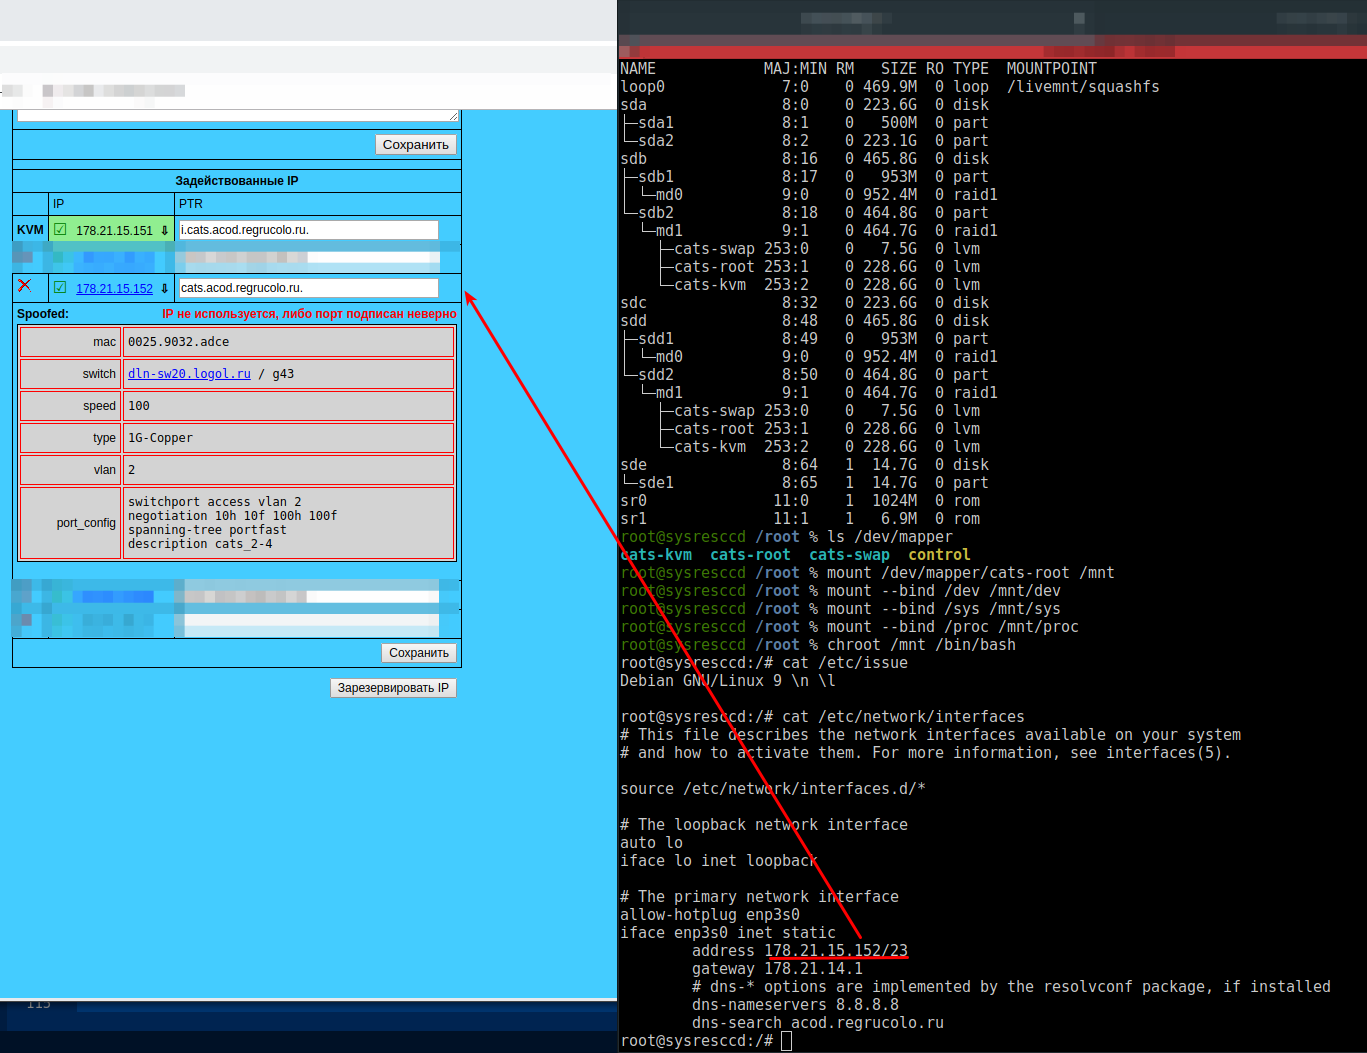 Сохранить
Задействованные IP
IP PTR
KVM ☑ 178.21.15.151 ⇓ i.cats.acod.regrucolo.ru.
☑ 178.21.15.152 ⇓ cats.acod.regrucolo.ru.
Spoofed: IP не используется, либо порт подписан неверно
mac 0025.9032.adce
switch dln-sw20.logol.ru / g43
speed 100
type 1G-Copper
vlan 2
port_config
switchport access vlan 2
negotiation 10h 10f 100h 100f
spanning-tree portfast
description cats_2-4
Сохранить
Зарезервировать IP
115
NAME MAJ:MIN RM SIZE RO TYPE MOUNTPOINT
loop0 7:0 0 469.9M 0 loop /livemnt/squashfs
sda 8:0 0 223.6G 0 disk
├─sda1 8:1 0 500M 0 part
└─sda2 8:2 0 223.1G 0 part
sdb 8:16 0 465.8G 0 disk
├─sdb1 8:17 0 953M 0 part
│ └─md0 9:0 0 952.4M 0 raid1
└─sdb2 8:18 0 464.8G 0 part
└─md1 9:1 0 464.7G 0 raid1
├─cats-swap 253:0 0 7.5G 0 lvm
├─cats-root 253:1 0 228.6G 0 lvm
└─cats-kvm 253:2 0 228.6G 0 lvm
sdc 8:32 0 223.6G 0 disk
sdd 8:48 0 465.8G 0 disk
├─sdd1 8:49 0 953M 0 part
│ └─md0 9:0 0 952.4M 0 raid1
└─sdd2 8:50 0 464.8G 0 part
└─md1 9:1 0 464.7G 0 raid1
├─cats-swap 253:0 0 7.5G 0 lvm
├─cats-root 253:1 0 228.6G 0 lvm
└─cats-kvm 253:2 0 228.6G 0 lvm
sde 8:64 1 14.7G 0 disk
└─sde1 8:65 1 14.7G 0 part
sr0 11:0 1 1024M 0 rom
sr1 11:1 1 6.9M 0 rom
root@sysresccd /root % ls /dev/mapper
cats-kvm cats-root cats-swap control
root@sysresccd /root % mount /dev/mapper/cats-root /mnt
root@sysresccd /root % mount --bind /dev /mnt/dev
root@sysresccd /root % mount --bind /sys /mnt/sys
root@sysresccd /root % mount --bind /proc /mnt/proc
root@sysresccd /root % chroot /mnt /bin/bash
root@sysresccd:/# cat /etc/issue
Debian GNU/Linux 9 \n \l
root@sysresccd:/# cat /etc/network/interfaces
# This file describes the network interfaces available on your system
# and how to activate them. For more information, see interfaces(5).
source /etc/network/interfaces.d/*
# The loopback network interface
auto lo
iface lo inet loopback
# The primary network interface
allow-hotplug enp3s0
iface enp3s0 inet static
address 178.21.15.152/23
gateway 178.21.14.1
# dns-* options are implemented by the resolvconf package, if installed
dns-nameservers 8.8.8.8
dns-search acod.regrucolo.ru
root@sysresccd:/#